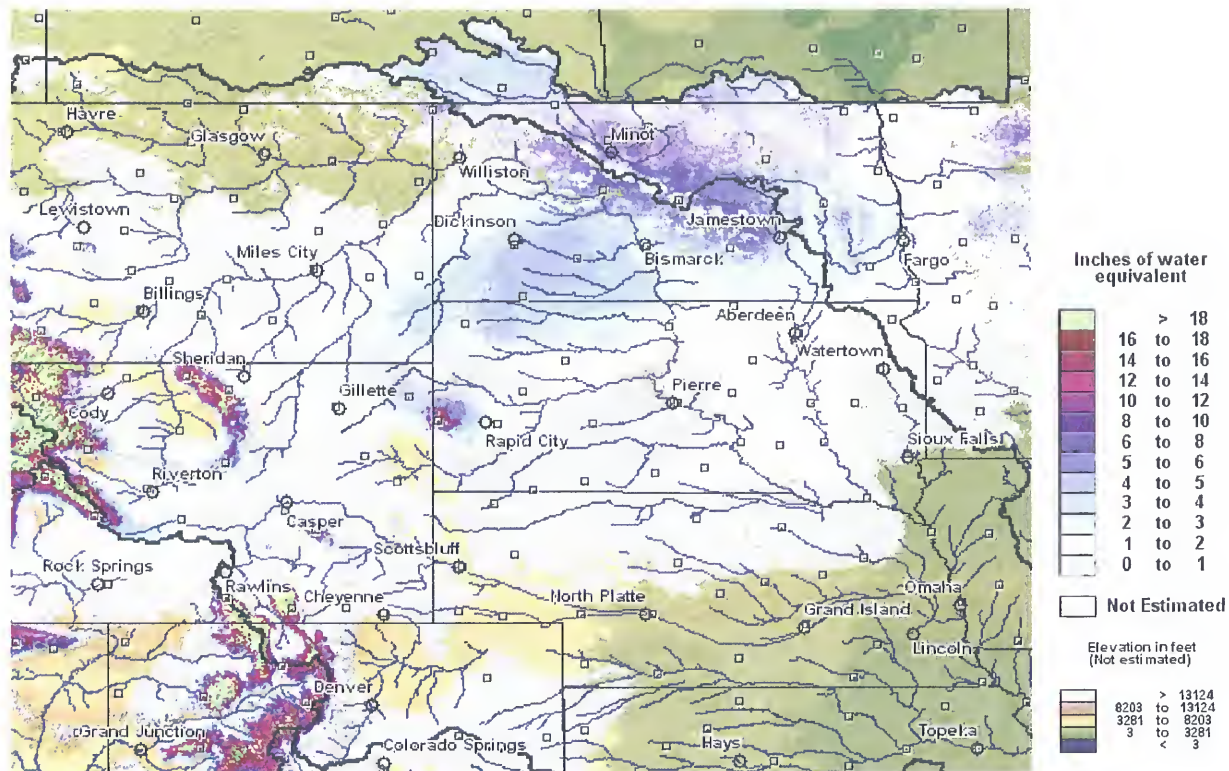 Havre
Glasgow
Minot
Williston
Lewistown
Dickinson
Jamestown
Miles City
Bismarck
Fargo
Billings
Aberdeen
Sheridan
Watertown
Gillette
Pierre
Cody
Rapid City
Sioux Falls
Riverton
Casper
Scottsbluff
Rock Springs
Rawlins
Cheyenne
North Platte
Omaha
Grand Island
Lincoln
Denver
Grand Junction
Colorado Springs
Hays
Topeka
Inches of water
equivalent
> 18
16 to 18
14 to 16
12 to 14
10 to 12
8 to 10
6 to 8
5 to 6
4 to 5
3 to 4
2 to 3
1 to 2
0 to 1
Not Estimated
Elevation in feet
(Not estimated)
> 13124
8203 to 13124
3281 to 8203
3 to 3281
< 3